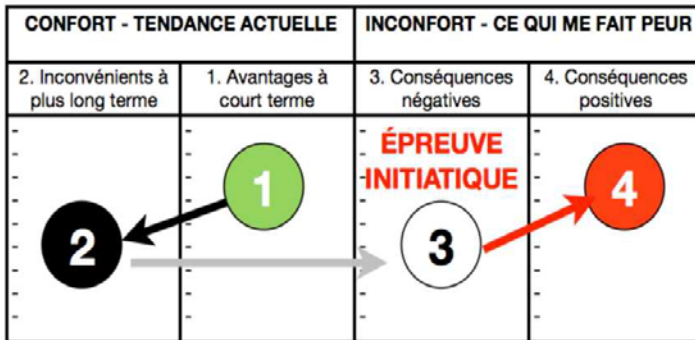 CONFORT - TENDANCE ACTUELLE
INCONFORT - CE QUI ME FAIT PEUR
2. Inconvénients à
plus long terme
1. Avantages à
court terme
3. Conséquences
négatives
4. Conséquences
positives
ÉPREUVE
INITIATIQUE
1
2
3
4